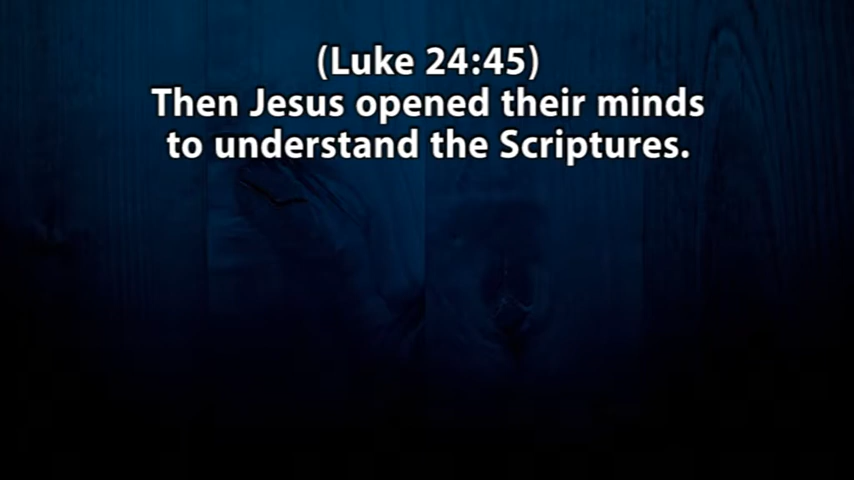 (Luke 24:45)
Then Jesus opened their minds
to understand the Scriptures.